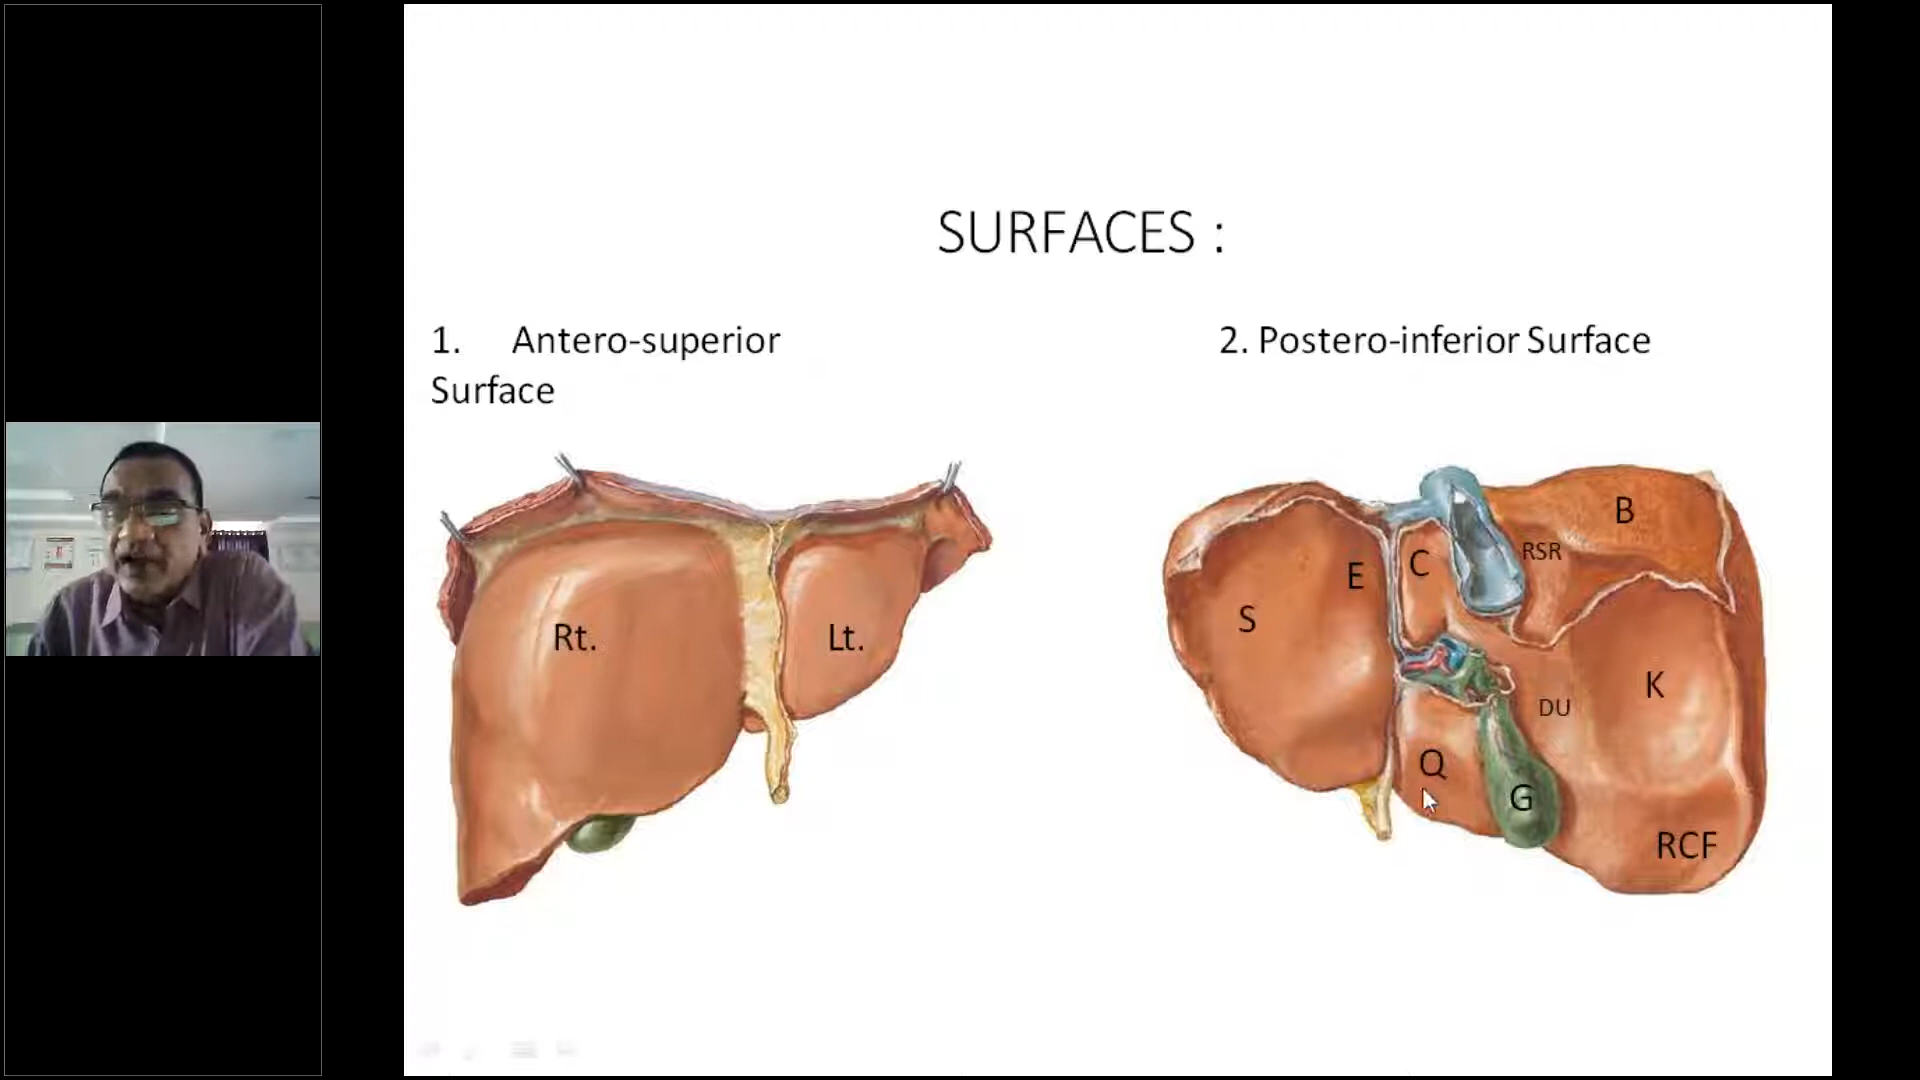 SURFACES :
1. Antero-superior
Surface
2. Postero-inferior Surface
Rt.
Lt.
B
RSR
C
E
S
K
DU
Q
G
RCF